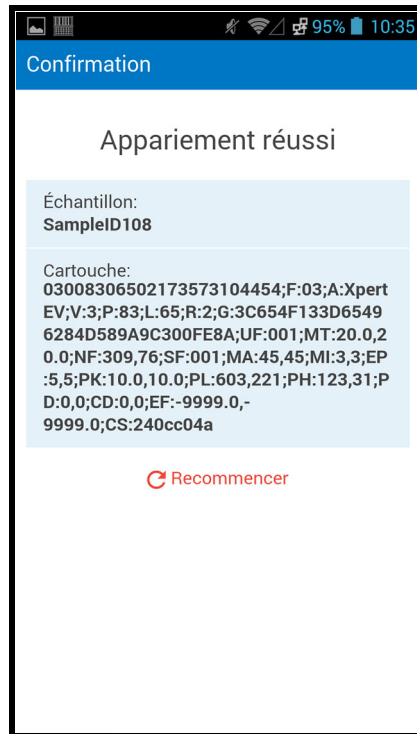 95% 10:35
Confirmation
Appariement réussi
Échantillon:
SampleID108
Cartouche:
03008306502173573104454;F:03;A:Xpert
EV;V:3;P:83;L:65;R:2;G:3C654F133D6549
6284D589A9C300FE8A;UF:001;MT:20.0,2
0.0;NF:309,76;SF:001;MA:45,45;MI:3,3;EP
:5,5;PK:10.0,10.0;PL:603,221;PH:123,31;P
D:0,0;CD:0,0;EF:-9999.0,-
9999.0;CS:240cc04a
Recommencer